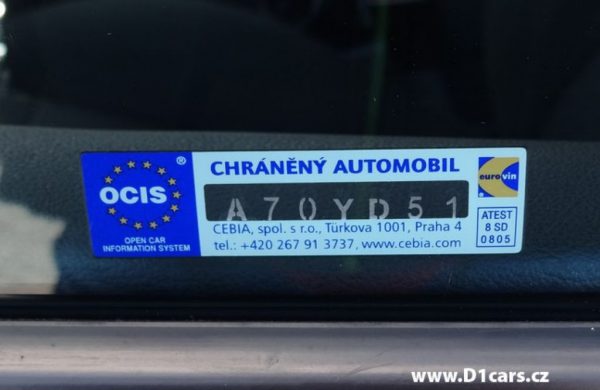 OCIS
®
OPEN CAR
INFORMATION SYSTEM
CHRÁNĚNÝ AUTOMOBIL
A70YD51
CEBIA, spol. s r.o., Türkova 1001, Praha 4
tel.: +420 267 91 3737, www.cebia.com
eurovin
ATEST
8 SD
0805
www.D1cars.cz